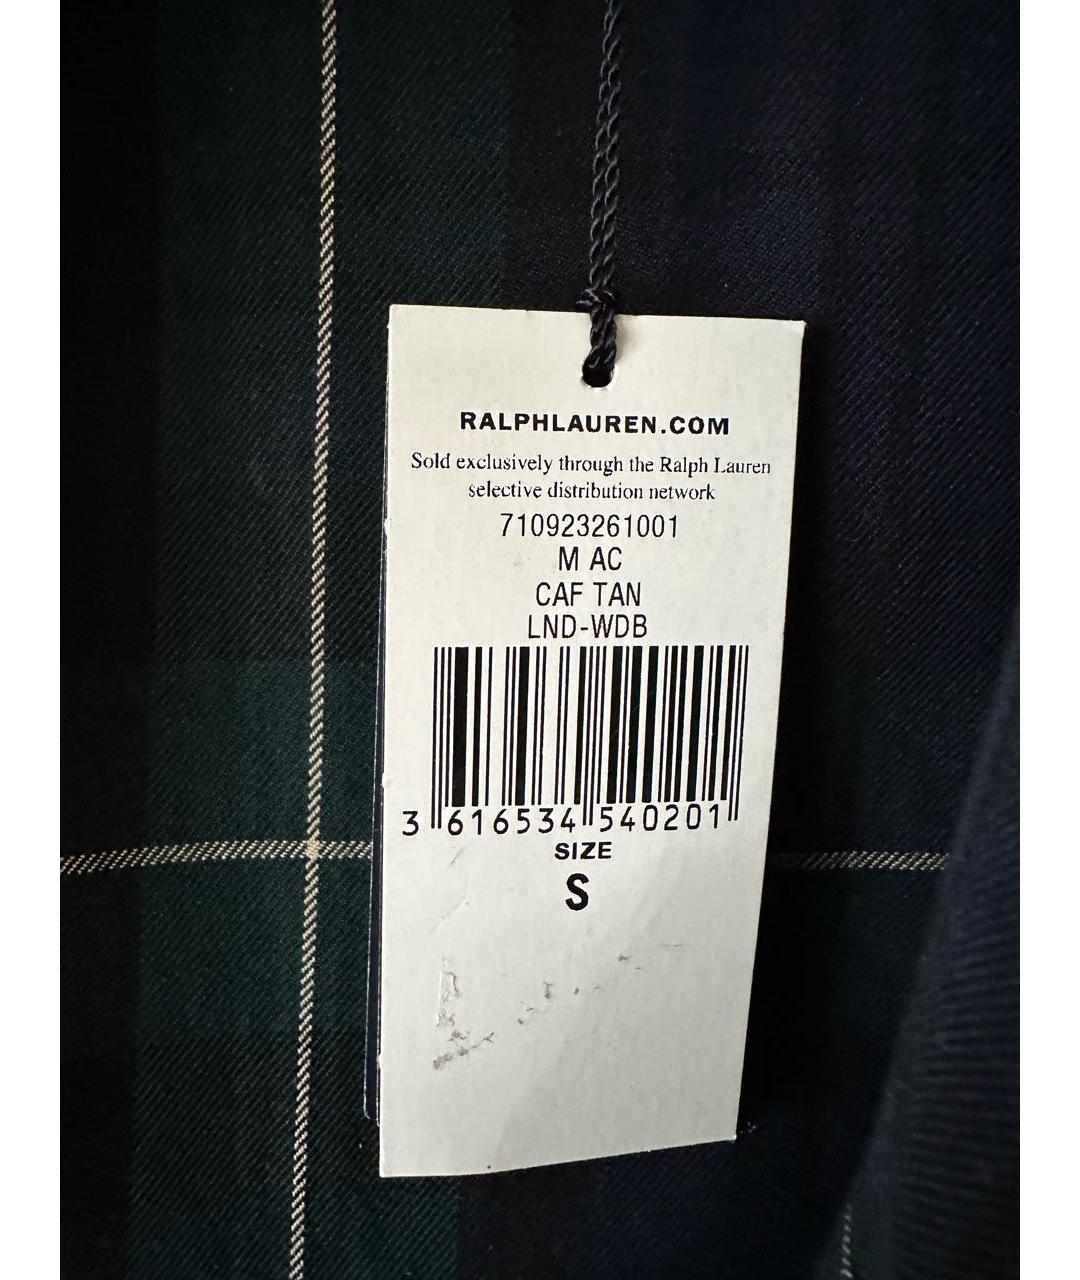 RALPHLAUREN.COM
Sold exclusively through the Ralph Lauren
selective distribution network
710923261001
M AC
CAF TAN
LND-WDB
3 616534 540201
SIZE
S